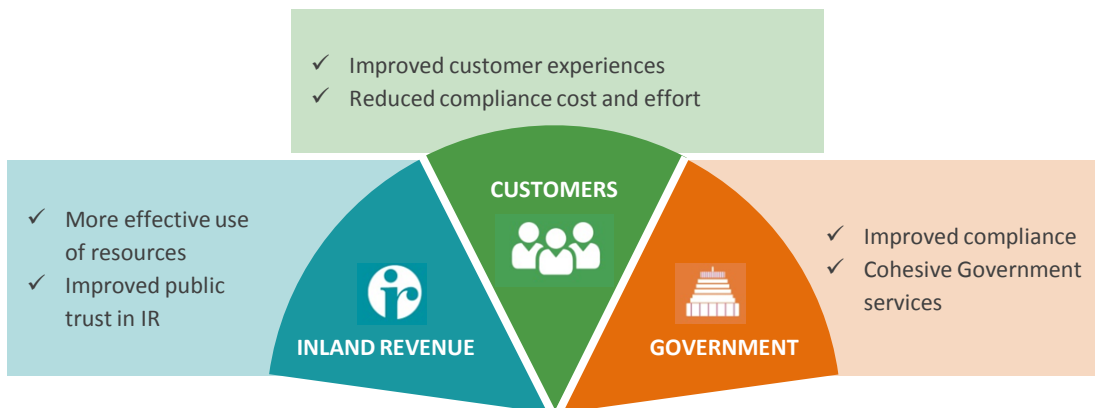 ✓ Improved customer experiences
✓ Reduced compliance cost and effort
CUSTOMERS
✓ More effective use
of resources
✓ Improved public
trust in IR
ir
INLAND REVENUE
✓ Improved compliance
✓ Cohesive Government
services
GOVERNMENT